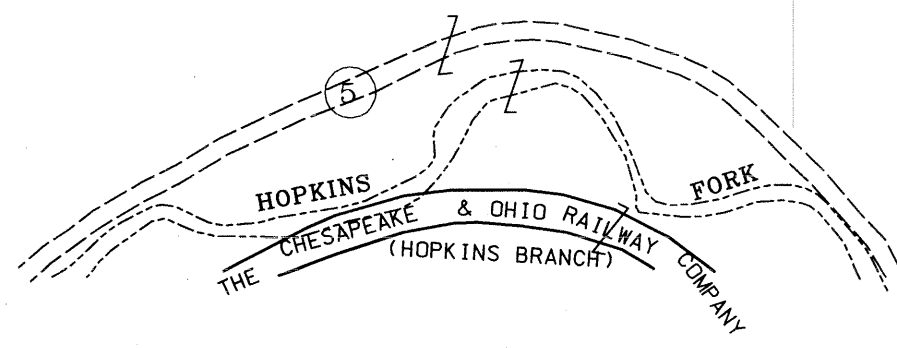 5
HOPKINS FORK
THE CHESAPEAKE & OHIO RAILWAY COMPANY
(HOPKINS BRANCH)